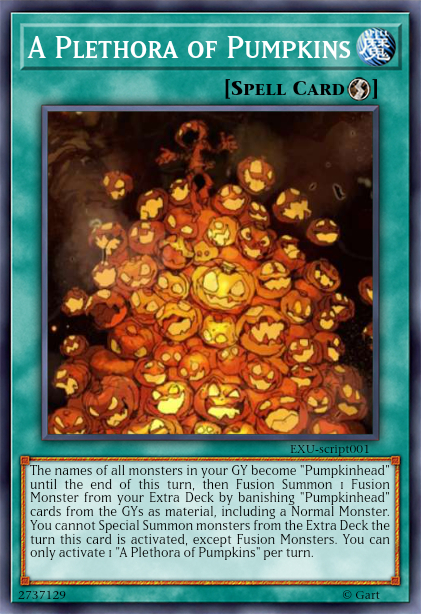 A Plethora of Pumpkins 魔
[Spell Card]
EXU-script001
The names of all monsters in your GY become "Pumpkinhead"
until the end of this turn, then Fusion Summon 1 Fusion
Monster from your Extra Deck by banishing "Pumpkinhead"
cards from the GYs as material, including a Normal Monster.
You cannot Special Summon monsters from the Extra Deck the
turn this card is activated, except Fusion Monsters. You can
only activate 1 "A Plethora of Pumpkins" per turn.
2737129 © Gart